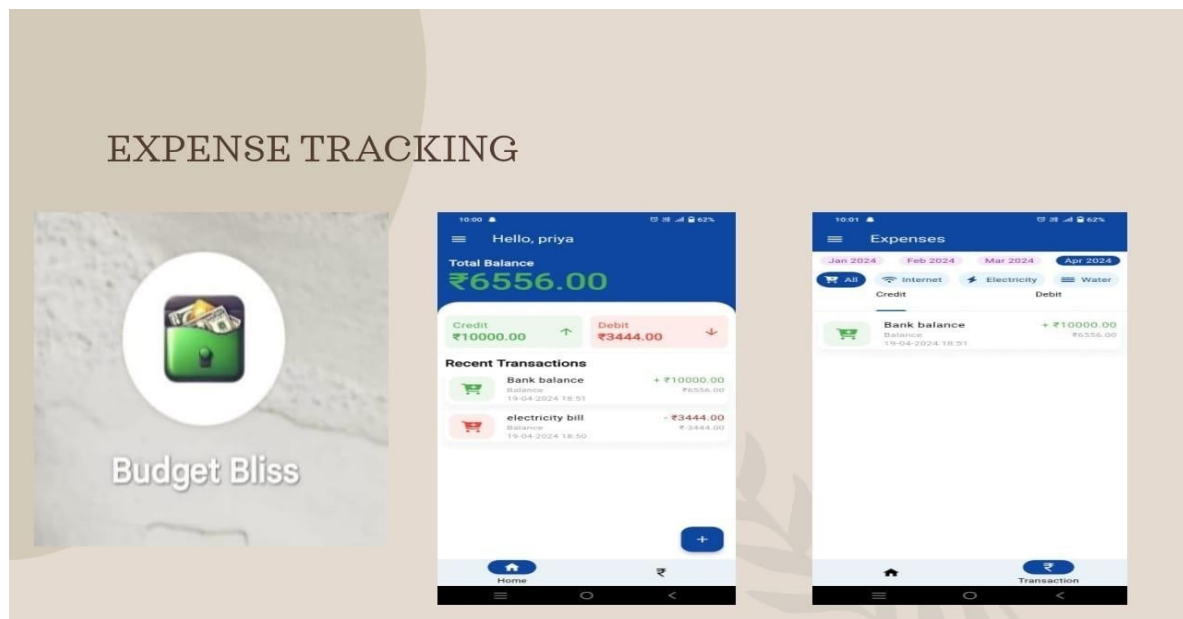 EXPENSE TRACKING
Budget Bliss
10:00 62%
Hello, priya
Total Balance
₹6556.00
Credit Debit
₹10000.00 ₹3444.00
Recent Transactions
Bank balance + ₹10000.00
Balance ₹6556.00
19-04-2024 18:51
electricity bill - ₹3444.00
Balance ₹-3444.00
19-04-2024 18:50
+
₹
Home
10:01 62%
Expenses
Jan 2024 Feb 2024 Mar 2024 Apr 2024
All Internet Electricity Water
Credit Debit
Bank balance + ₹10000.00
Balance ₹6556.00
19-04-2024 18:51
₹
Transaction